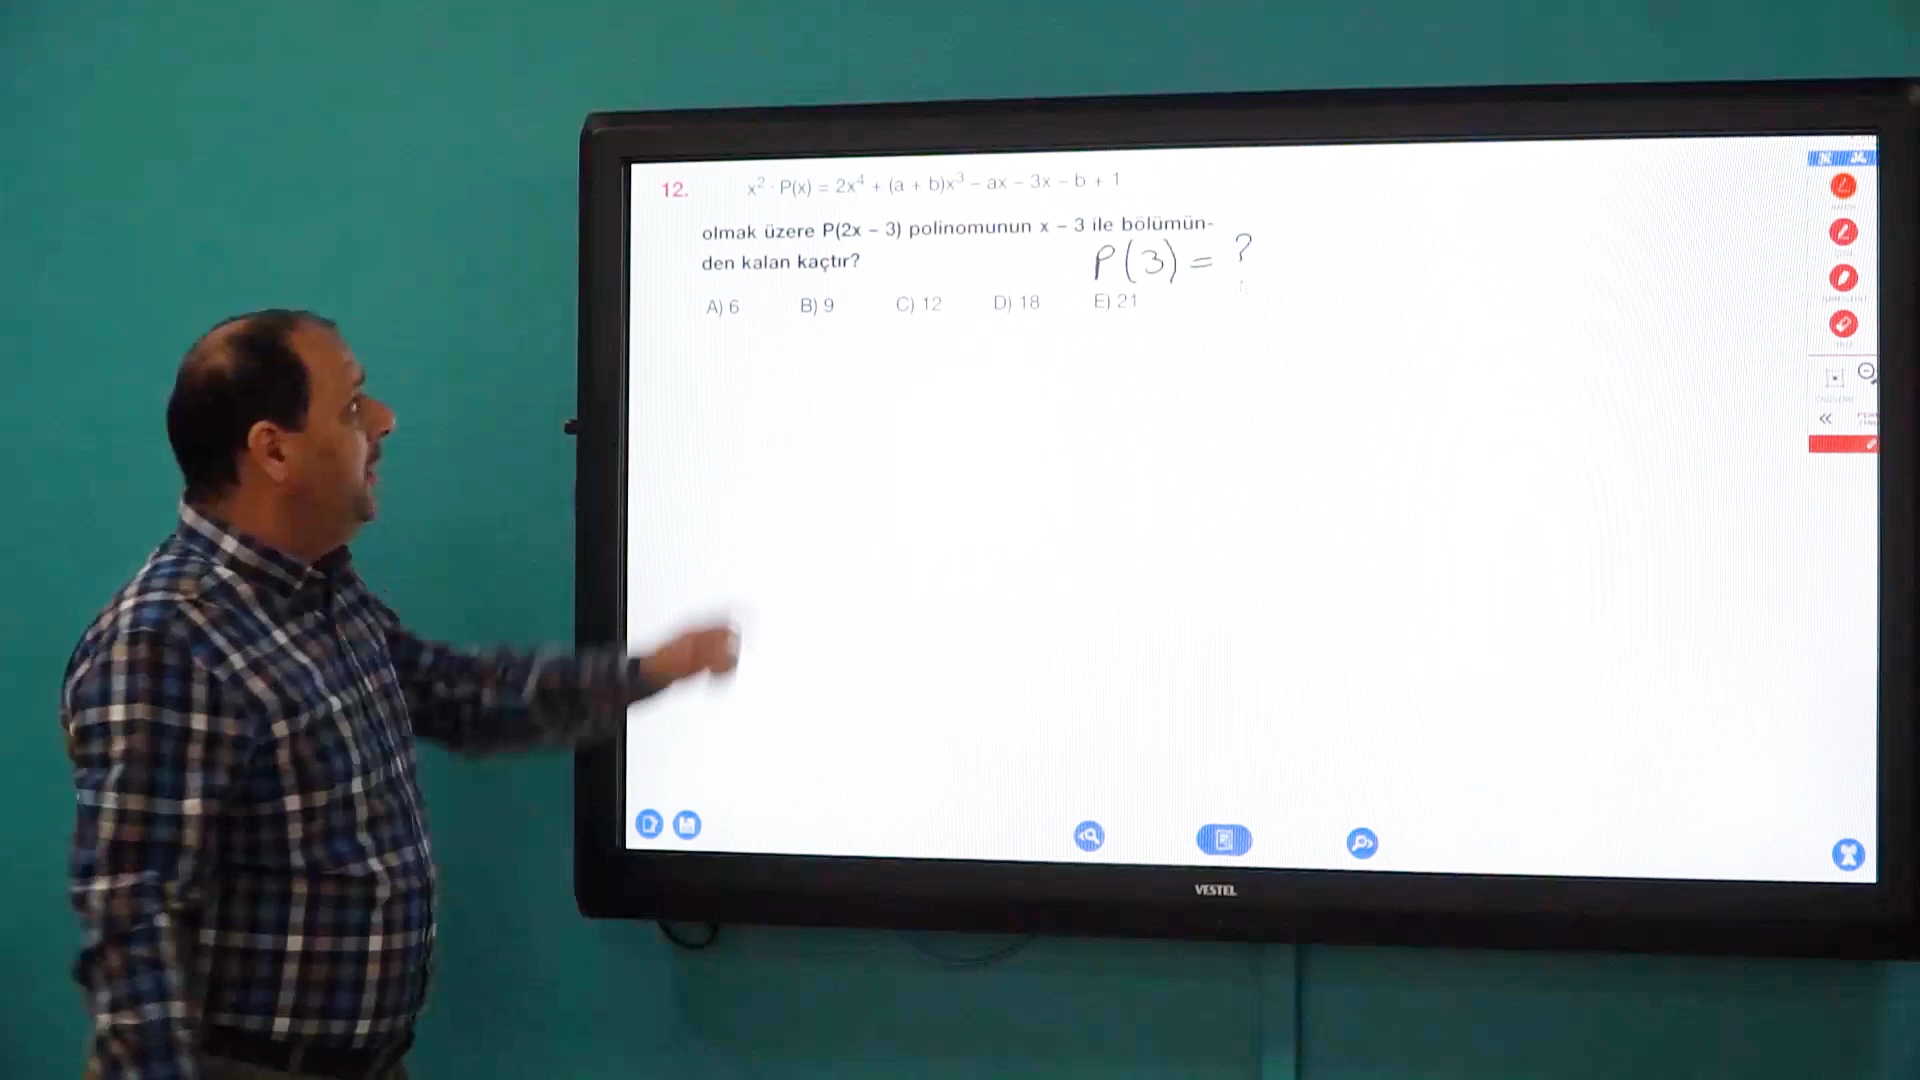 12. x² · P(x) = 2x⁴ + (a + b)x³ – ax – 3x – b + 1
olmak üzere P(2x – 3) polinomunun x – 3 ile bölümün-
den kalan kaçtır?
P(3) = ?
A) 6 B) 9 C) 12 D) 18 E) 21
VESTEL